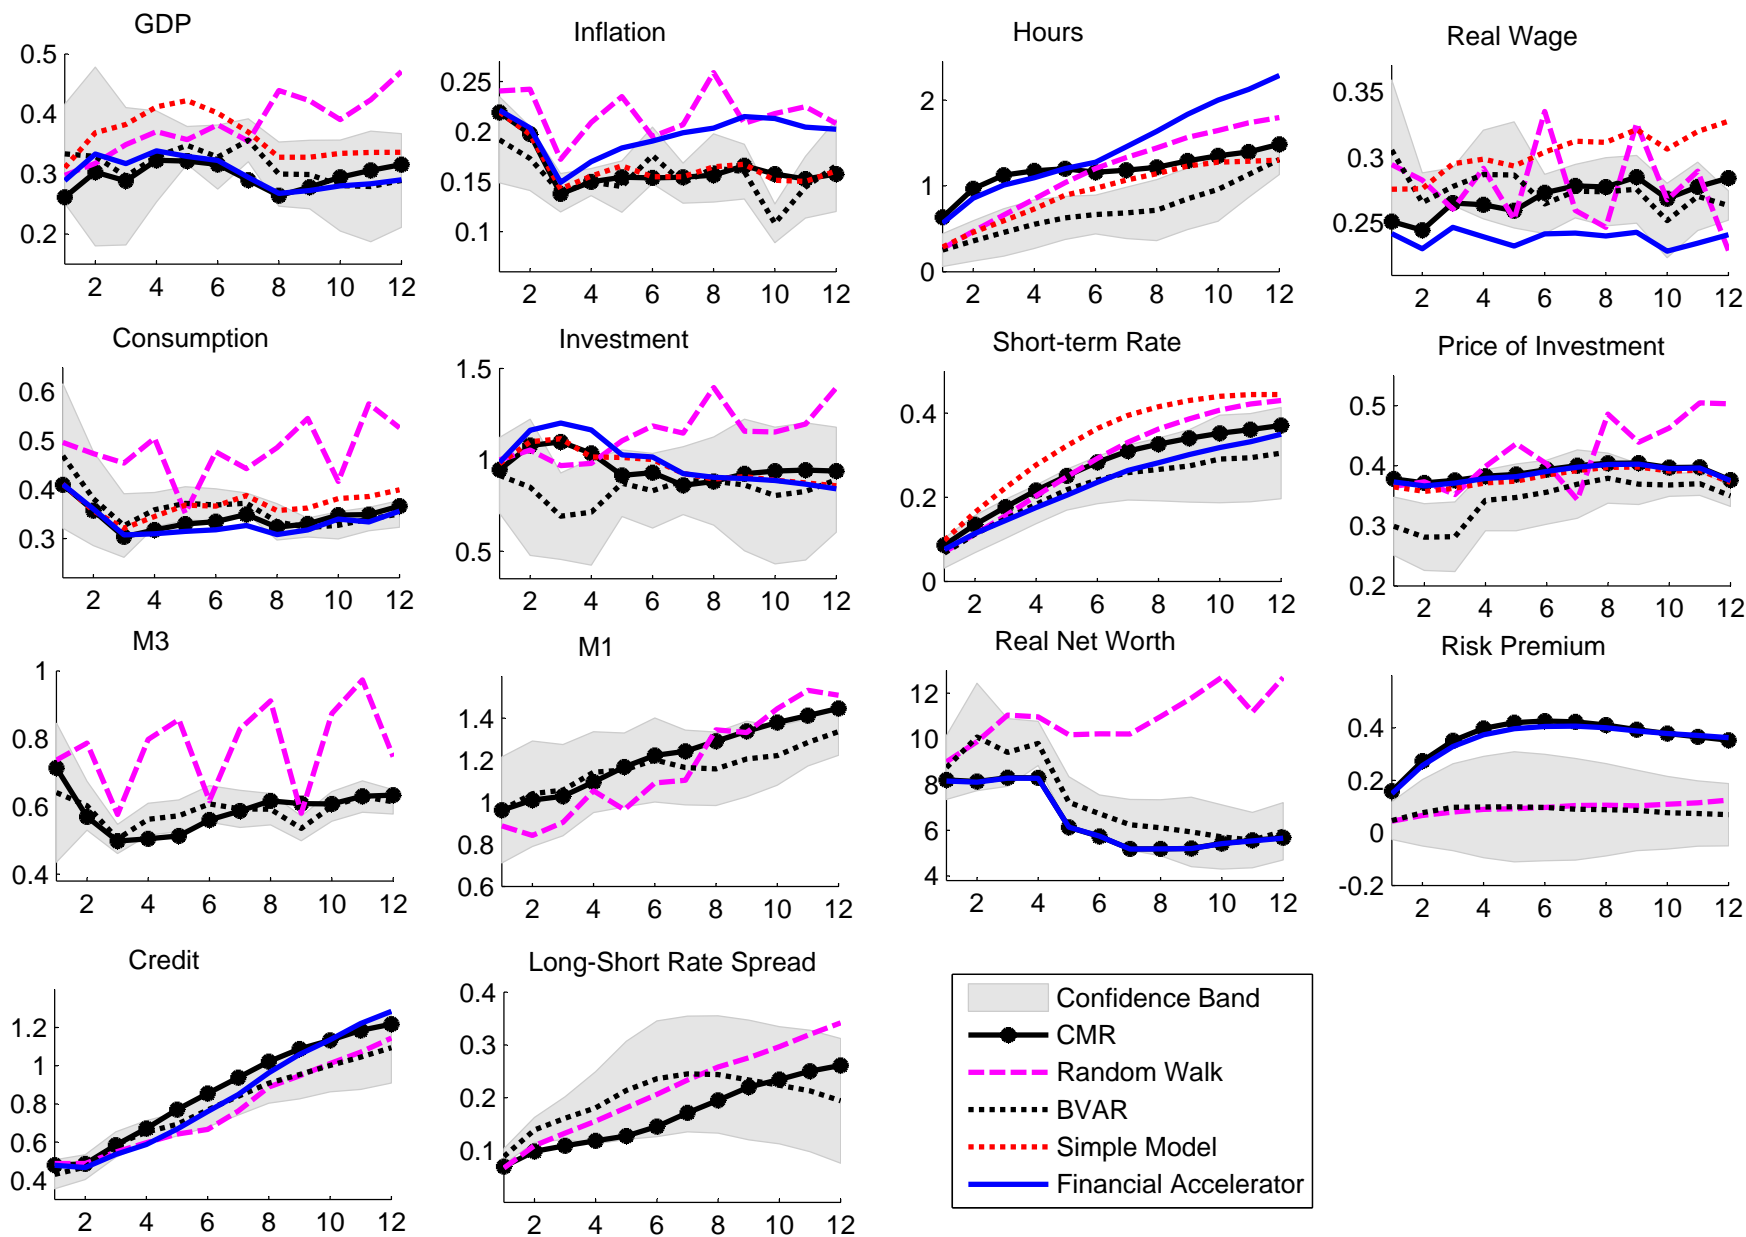 GDP
0.5
0.4
0.3
0.2
2 4 6 8 10 12
Inflation
0.25
0.2
0.15
0.1
2 4 6 8 10 12
Hours
2
1
0
2 4 6 8 10 12
Real Wage
0.35
0.3
0.25
2 4 6 8 10 12
Consumption
0.6
0.5
0.4
0.3
2 4 6 8 10 12
Investment
1.5
1
0.5
2 4 6 8 10 12
Short-term Rate
0.4
0.2
0
2 4 6 8 10 12
Price of Investment
0.5
0.4
0.3
0.2
2 4 6 8 10 12
M3
1
0.8
0.6
0.4
2 4 6 8 10 12
M1
1.4
1.2
1
0.8
0.6
2 4 6 8 10 12
Real Net Worth
12
10
8
6
4
2 4 6 8 10 12
Risk Premium
0.4
0.2
0
-0.2
2 4 6 8 10 12
Credit
1.2
1
0.8
0.6
0.4
2 4 6 8 10 12
Long-Short Rate Spread
0.4
0.3
0.2
0.1
2 4 6 8 10 12
Confidence Band
CMR
Random Walk
BVAR
Simple Model
Financial Accelerator